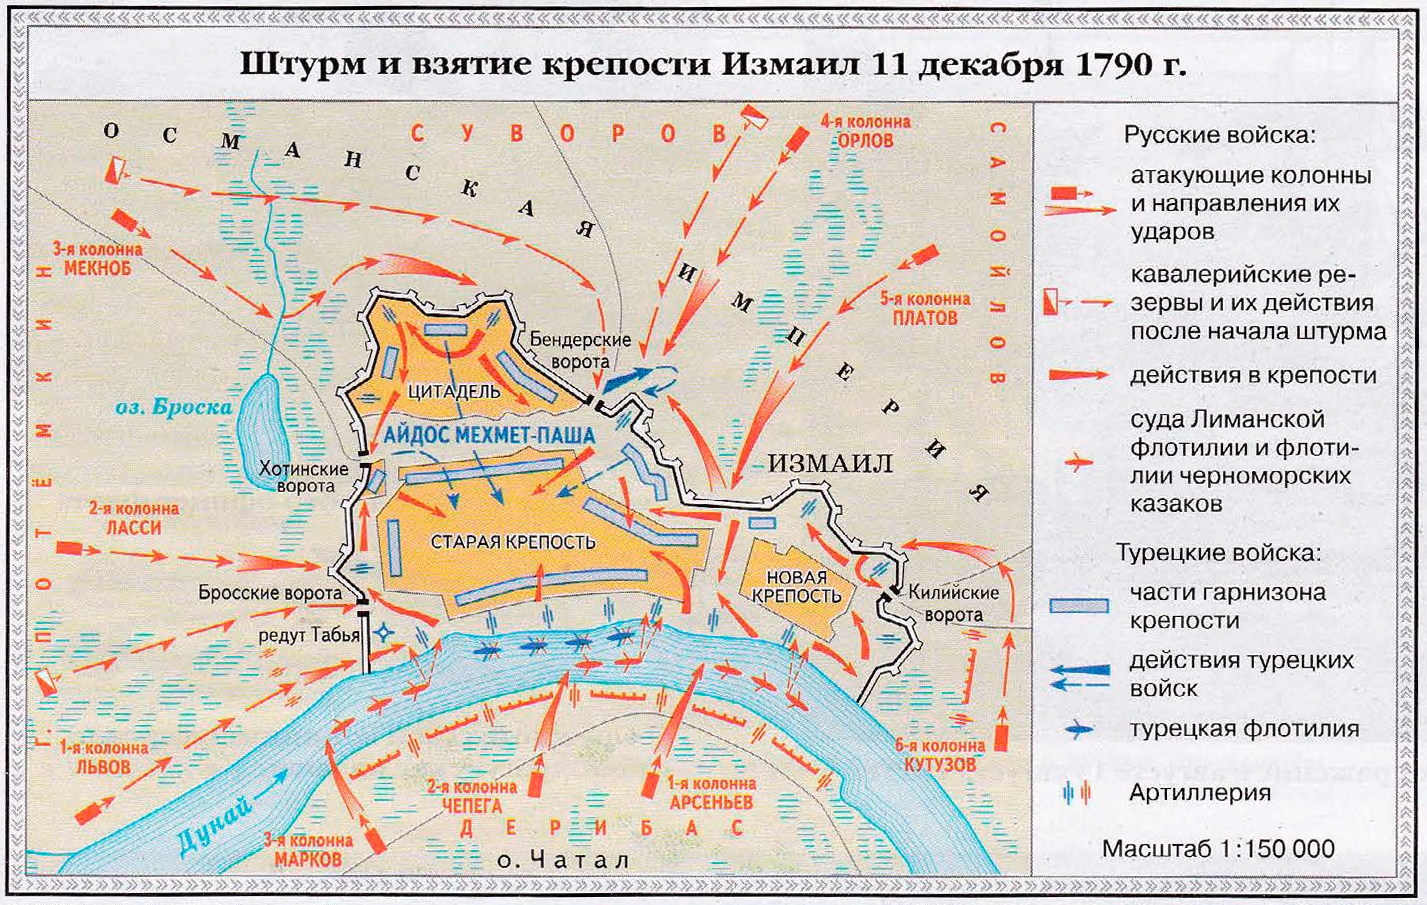 Штурм и взятие крепости Измаил 11 декабря 1790 г.
ОСМАНСКАЯ
ИМПЕРИЯ
СУВОРОВ
САМОЙЛОВ
Г. ПОТЁМКИН
4-я колонна
ОРЛОВ
3-я колонна
МЕКНОБ
5-я колонна
ПЛАТОВ
Бендерские
ворота
ЦИТАДЕЛЬ
оз. Броска
АЙДОС МЕХМЕТ-ПАША
ИЗМАИЛ
Хотинские
ворота
2-я колонна
ЛАССИ
СТАРАЯ КРЕПОСТЬ
НОВАЯ
КРЕПОСТЬ
Бросские ворота
Килийские
ворота
редут Табья
1-я колонна
ЛЬВОВ
6-я колонна
КУТУЗОВ
2-я колонна
ЧЕПЕГА
1-я колонна
АРСЕНЬЕВ
Дунай
3-я колонна
МАРКОВ
ДЕРИБАС
о. Чатал
Русские войска:
атакующие колонны
и направления их
ударов
кавалерийские ре-
зервы и их действия
после начала штурма
действия в крепости
суда Лиманской
флотилии и флоти-
лии черноморских
казаков
Турецкие войска:
части гарнизона
крепости
действия турецких
войск
турецкая флотилия
Артиллерия
Масштаб 1:150 000